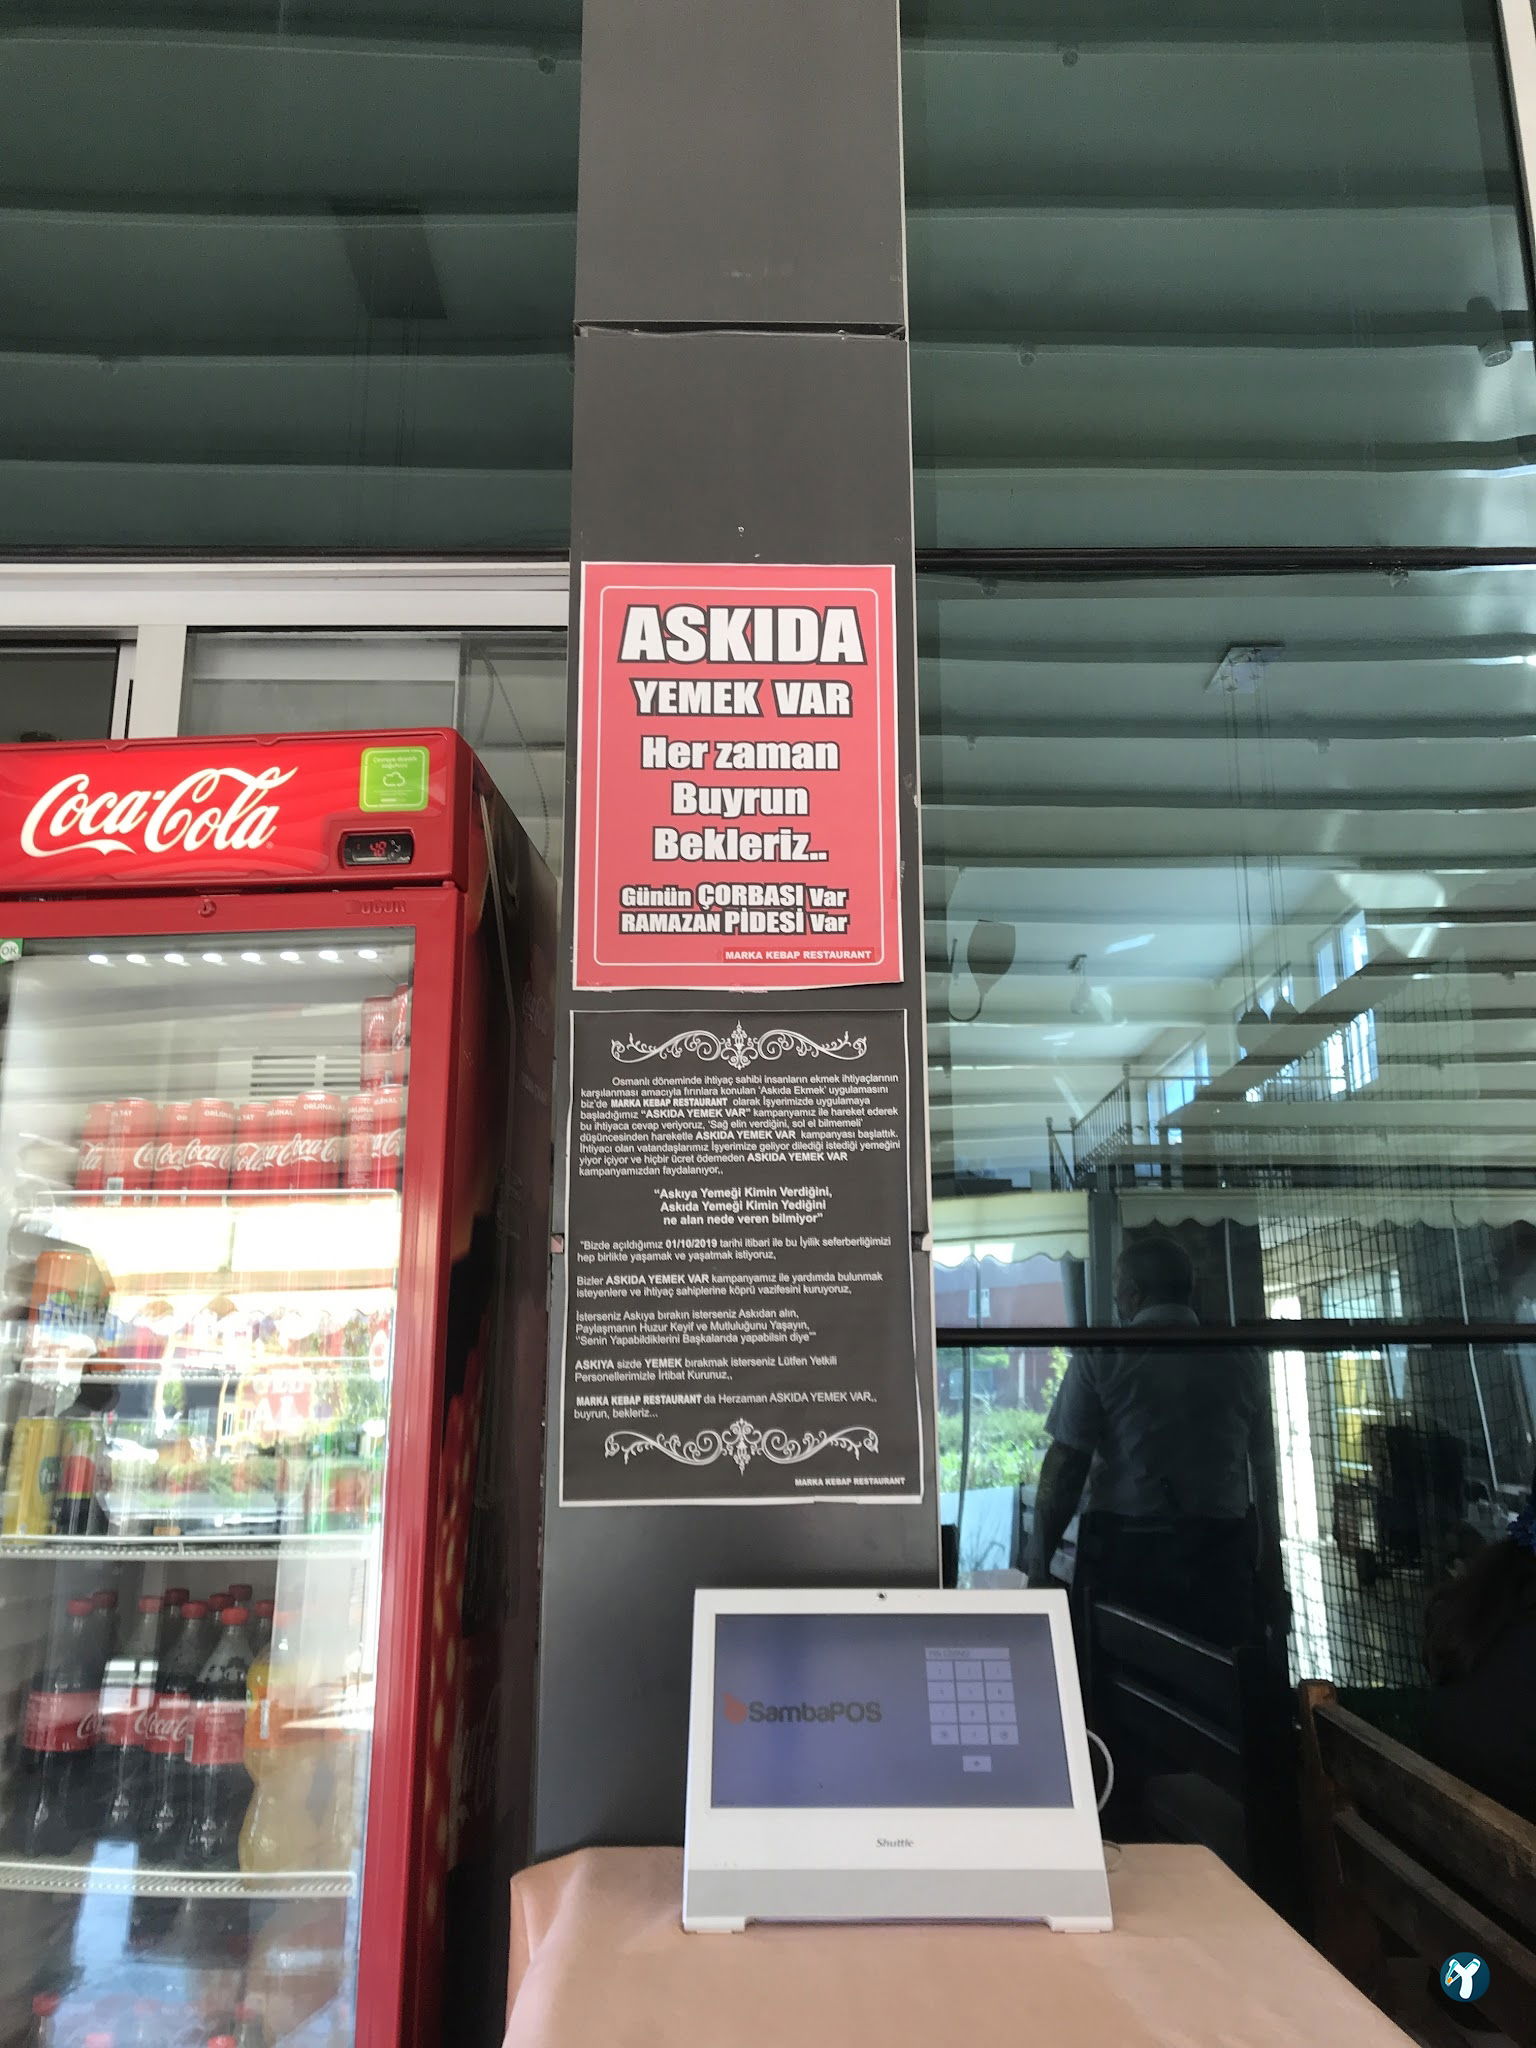 ASKIDA
YEMEK VAR
Her zaman
Buyrun
Bekleriz..
Günün ÇORBASI Var
RAMAZAN PİDESİ Var
MARKA KEBAP RESTAURANT
Coca-Cola
UĞUR
OK
Osmanlı döneminde ihtiyaç sahibi insanların ekmek ihtiyaçlarının
karşılanması amacıyla fırınlara konulan 'Askıda Ekmek' uygulamasını
biz'de MARKA KEBAP RESTAURANT olarak İşyerimizde uygulamaya
başladığımız "ASKIDA YEMEK VAR" kampanyamız ile hareket ederek
bu ihtiyaca cevap veriyoruz, 'Sağ elin verdiğini, sol el bilmemeli'
düşüncesinden hareketle ASKIDA YEMEK VAR kampanyası başlattık.
İhtiyacı olan vatandaşlarımız İşyerimize geliyor dilediği istediği yemeğini
yiyor içiyor ve hiçbir ücret ödemeden ASKIDA YEMEK VAR
kampanyamızdan faydalanıyor,.
"Askıya Yemeği Kimin Verdiğini,
Askıda Yemeği Kimin Yediğini
ne alan nede veren bilmiyor"
"Bizde açıldığımız 01/10/2019 tarihi itibari ile bu İyilik seferberliğimizi
hep birlikte yaşamak ve yaşatmak istiyoruz,
Bizler ASKIDA YEMEK VAR kampanyamız ile yardımda bulunmak
isteyenlere ve ihtiyaç sahiplerine köprü vazifesini kuruyoruz,
İsterseniz Askıya bırakın isterseniz Askıdan alın,
Paylaşmanın Huzur Keyif ve Mutluluğunu Yaşayın,
"Senin Yapabildiklerini Başkalarıda yapabilsin diye""
ASKIYA sizde YEMEK bırakmak isterseniz Lütfen Yetkili
Personellerimizle İrtibat Kurunuz,.
MARKA KEBAP RESTAURANT da Herzaman ASKIDA YEMEK VAR,.
buyrun, bekleriz...
MARKA KEBAP RESTAURANT
SambaPOS
Shuttle